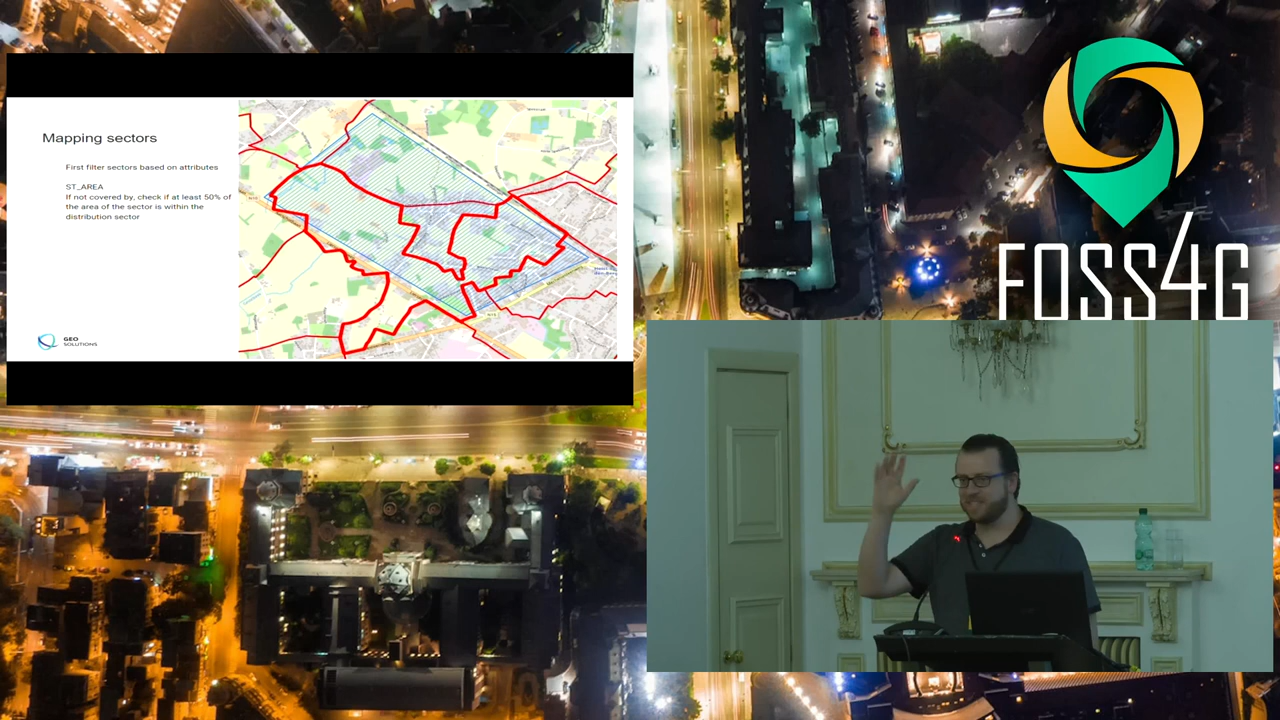 Mapping sectors
First filter sectors based on attributes
ST_AREA
If not covered by, check if at least 50% of
the area of the sector is within the
distribution sector
GEO
SOLUTIONS
FOSS4G